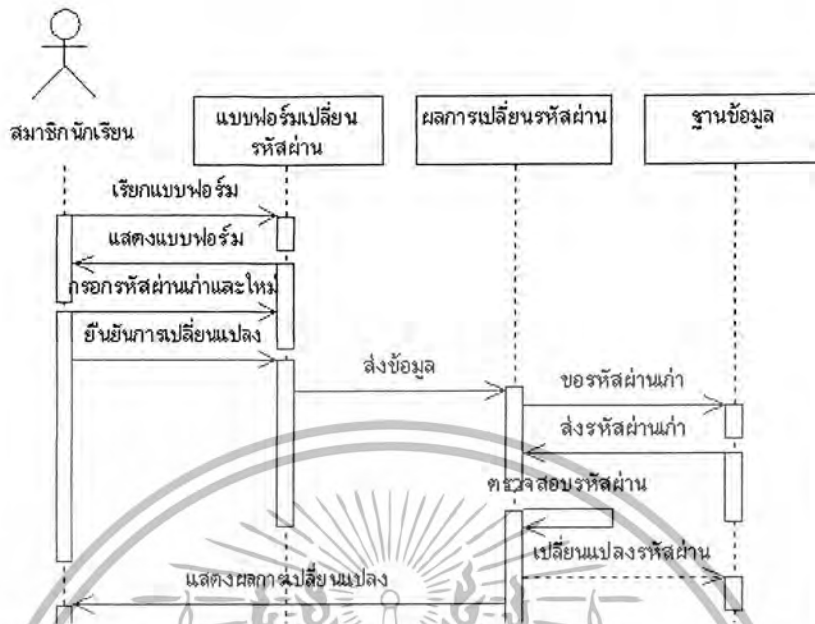 สมาชิกนักเรียน
แบบฟอร์มเปลี่ยน
รหัสผ่าน
ผลการเปลี่ยนรหัสผ่าน
ฐานข้อมูล
เรียกแบบฟอร์ม
แสดงแบบฟอร์ม
กรอกรหัสผ่านเก่าและใหม่
ยืนยันการเปลี่ยนแปลง
ส่งข้อมูล
ขอรหัสผ่านเก่า
ส่งรหัสผ่านเก่า
ตรวจสอบรหัสผ่าน
เปลี่ยนแปลงรหัสผ่าน
แสดงผลการเปลี่ยนแปลง